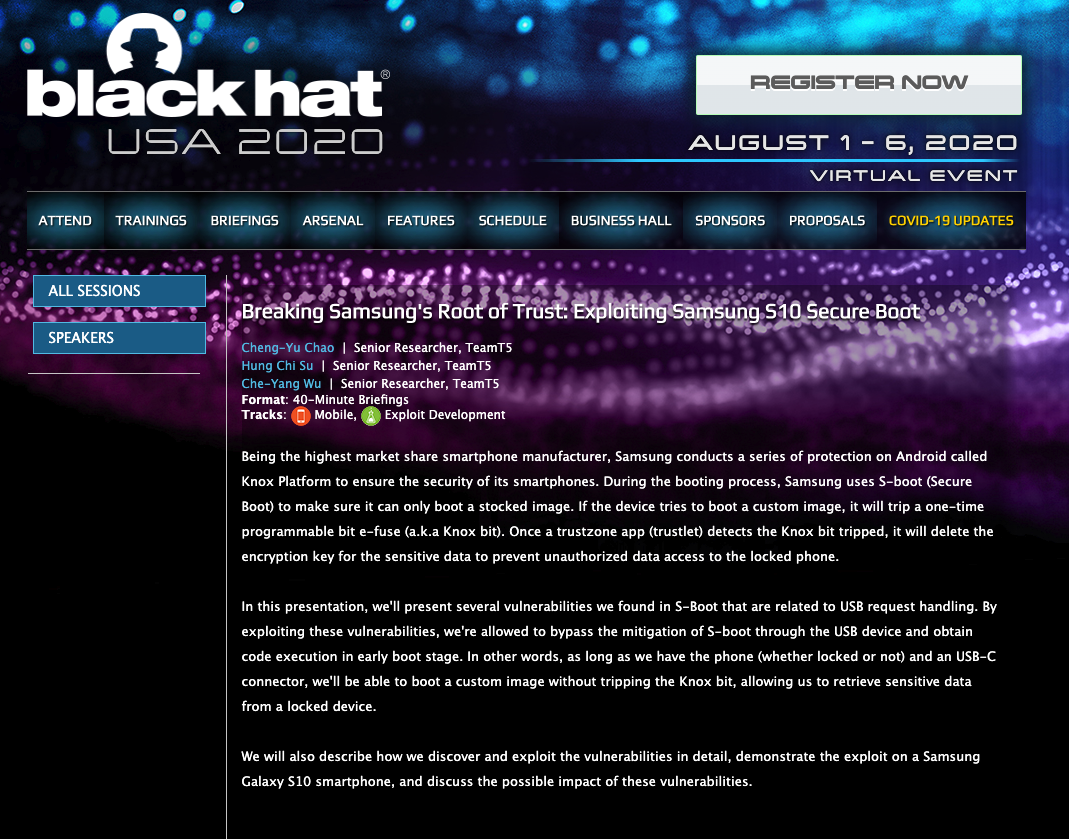 blackhat®
USA 2020
REGISTER NOW
AUGUST 1 - 6, 2020
VIRTUAL EVENT
ATTEND TRAININGS BRIEFINGS ARSENAL FEATURES SCHEDULE BUSINESS HALL SPONSORS PROPOSALS COVID-19 UPDATES
ALL SESSIONS
SPEAKERS
Breaking Samsung's Root of Trust: Exploiting Samsung S10 Secure Boot
Cheng-Yu Chao | Senior Researcher, TeamT5
Hung Chi Su | Senior Researcher, TeamT5
Che-Yang Wu | Senior Researcher, TeamT5
Format: 40-Minute Briefings
Tracks: Mobile, Exploit Development
Being the highest market share smartphone manufacturer, Samsung conducts a series of protection on Android called
Knox Platform to ensure the security of its smartphones. During the booting process, Samsung uses S-boot (Secure
Boot) to make sure it can only boot a stocked image. If the device tries to boot a custom image, it will trip a one-time
programmable bit e-fuse (a.k.a Knox bit). Once a trustzone app (trustlet) detects the Knox bit tripped, it will delete the
encryption key for the sensitive data to prevent unauthorized data access to the locked phone.
In this presentation, we'll present several vulnerabilities we found in S-Boot that are related to USB request handling. By
exploiting these vulnerabilities, we're allowed to bypass the mitigation of S-boot through the USB device and obtain
code execution in early boot stage. In other words, as long as we have the phone (whether locked or not) and an USB-C
connector, we'll be able to boot a custom image without tripping the Knox bit, allowing us to retrieve sensitive data
from a locked device.
We will also describe how we discover and exploit the vulnerabilities in detail, demonstrate the exploit on a Samsung
Galaxy S10 smartphone, and discuss the possible impact of these vulnerabilities.